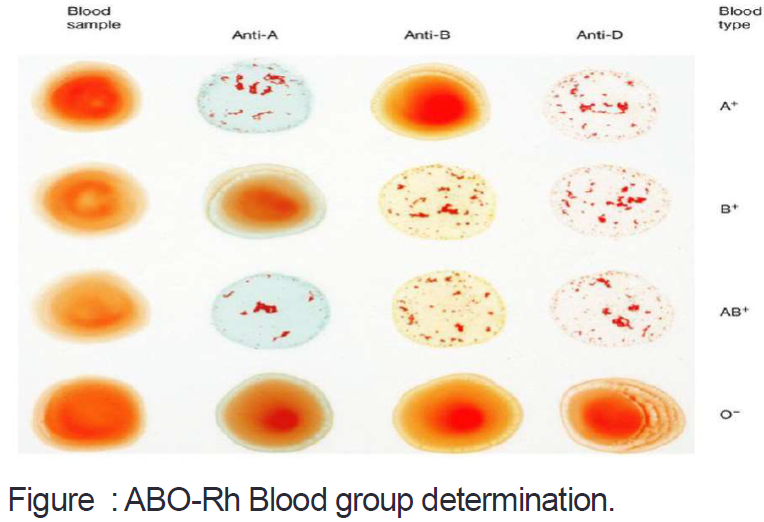 Blood sample
Anti-A
Anti-B
Anti-D
Blood type
A⁺
B⁺
AB⁺
O⁻
Figure : ABO-Rh Blood group determination.